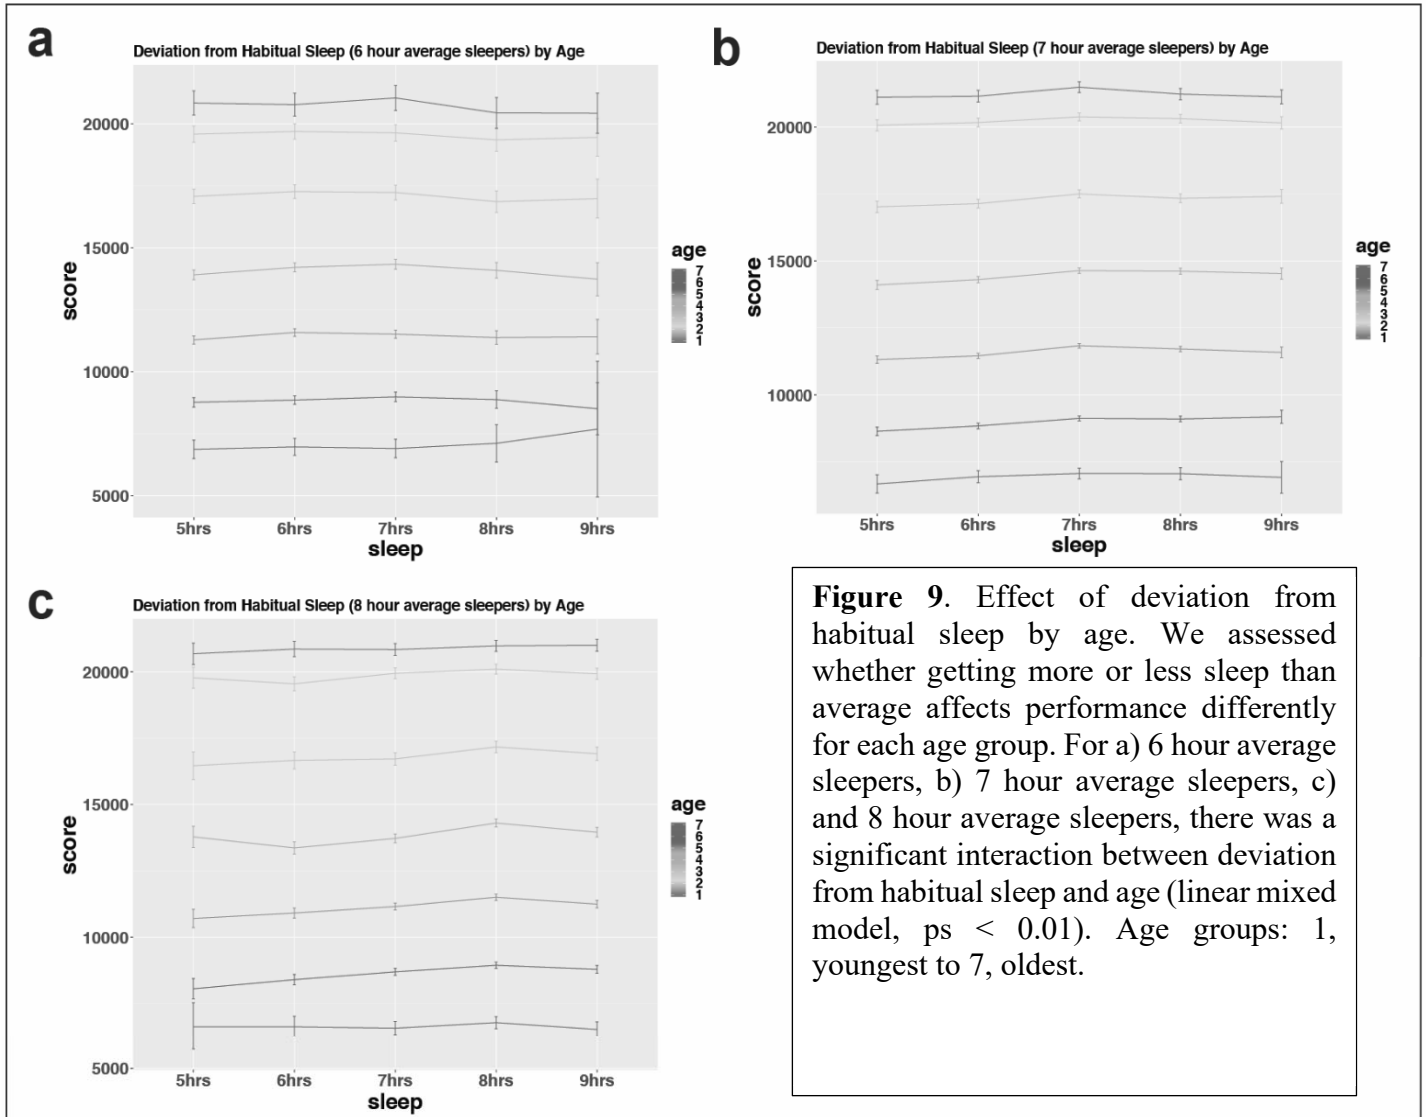 a
Deviation from Habitual Sleep (6 hour average sleepers) by Age
20000
15000
10000
5000
score
5hrs 6hrs 7hrs 8hrs 9hrs
sleep
age
7
6
5
4
3
2
1
b
Deviation from Habitual Sleep (7 hour average sleepers) by Age
20000
15000
10000
score
5hrs 6hrs 7hrs 8hrs 9hrs
sleep
age
7
6
5
4
3
2
1
c
Deviation from Habitual Sleep (8 hour average sleepers) by Age
20000
15000
10000
5000
score
5hrs 6hrs 7hrs 8hrs 9hrs
sleep
age
7
6
5
4
3
2
1
Figure 9. Effect of deviation from
habitual sleep by age. We assessed
whether getting more or less sleep than
average affects performance differently
for each age group. For a) 6 hour average
sleepers, b) 7 hour average sleepers, c)
and 8 hour average sleepers, there was a
significant interaction between deviation
from habitual sleep and age (linear mixed
model, ps < 0.01). Age groups: 1,
youngest to 7, oldest.